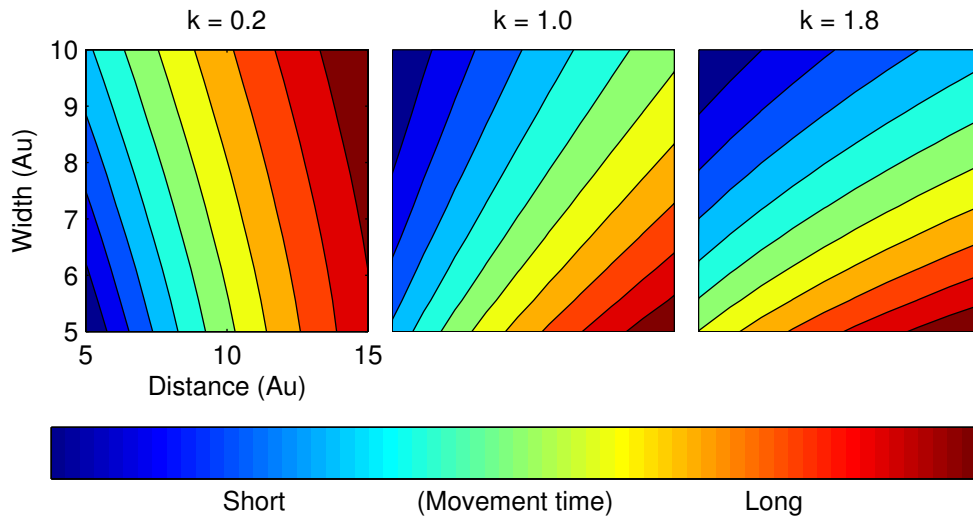 k = 0.2
k = 1.0
k = 1.8
10
9
8
7
6
5
Width (Au)
5
10
15
Distance (Au)
Short
(Movement time)
Long